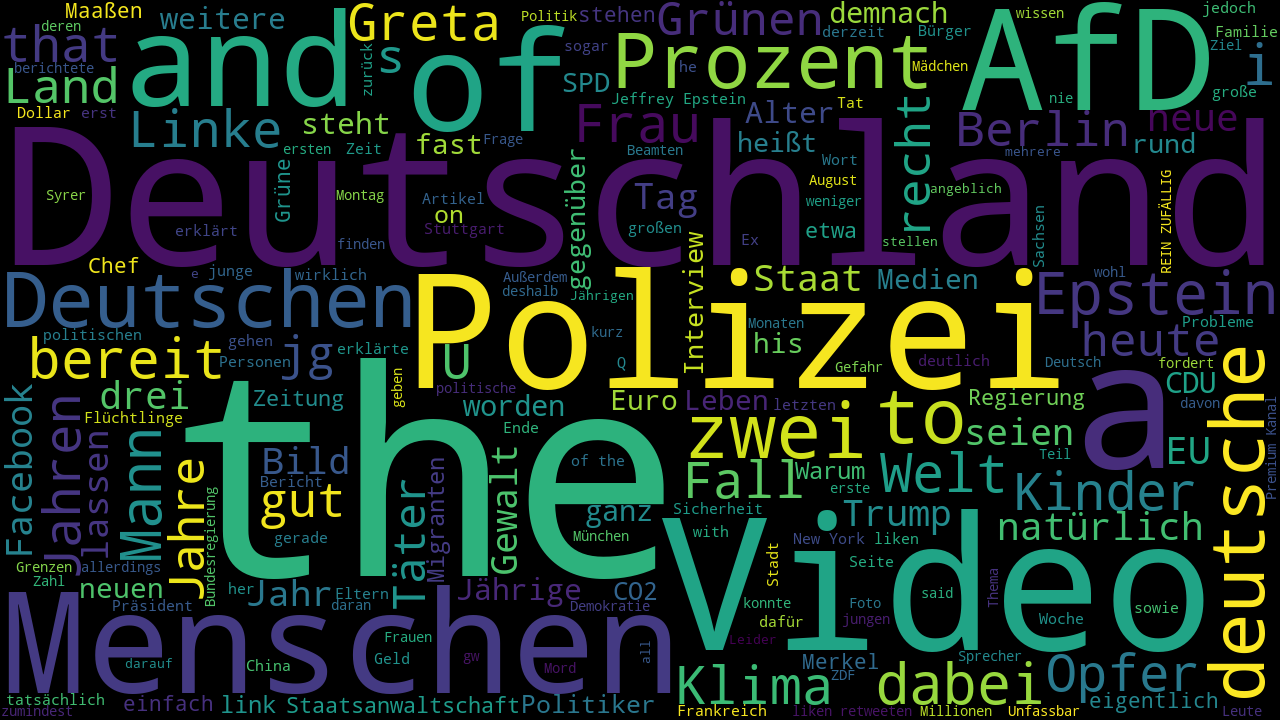 Maaßen
deren
weitere
that
berichtete
Land
Dollar erst
and
zurück
Greta
s
of
Politik stehen
sogar
SPD
Grünen
derzeit
he
Prozent
demnach
Bürger
Mädchen
wissen
jedoch
Familie
Ziel
i
große
AfD
nie
Jeffrey Epstein
Linke
steht
ersten Zeit
fast
Frage
Frau
Alter
Tat
heißt
recht
Berlin
neue
rund
mehrere
Deutschland
Syrer
Grüne
Montag
erklärt
finden
Artikel
on
Stuttgart
gegenüber
Beamten
Tag
großen
Wort
August
weniger
etwa
angeblich
stellen
Ex
Sachsen
REIN ZUFÄLLIG
Chef
e junge
wirklich
Außerdem
deshalb
Jährigen
Interview
Staat
Medien
wohl
Deutschen
Polizei
Epstein
politischen
gehen
erklärte
kurz
Monaten
his
heute
Probleme
bereit
Personen
jg
U
Q
Gefahr
deutlich
Deutsch
fordert
geben
politische
drei
Zeitung
worden
Ende
Euro
Leben
letzten
zwei
to
Regierung
seien
CDU
davon
a
deutsche
Flüchtlinge
Facebook
Jahren
lassen
Mann
Jahre
Bild
Bericht
the
of the
Fall
Warum
erste
Welt
Teil
EU
Premium Kanal
Kinder
gut
Bundesregierung
gerade
Täter
Migranten
Gewalt
ganz
München
Sicherheit
with
Trump
New York
liken
natürlich
Grenzen
allerdings
Zahl
neuen
her
Jahr
Eltern
daran
Jährige
CO2
Demokratie
Video
Stadt
Seite
said
Thema
konnte
dafür
Foto
jungen
Woche
sowie
Präsident
Menschen
Frauen
Geld
gw
Mord
all
Leider
Merkel
ZDF
Sprecher
Opfer
darauf
China
tatsächlich
zumindest
einfach
link
Staatsanwaltschaft
Politiker
Klima
dabei
eigentlich
Frankreich
liken retweeten
Millionen
Unfassbar
Leute